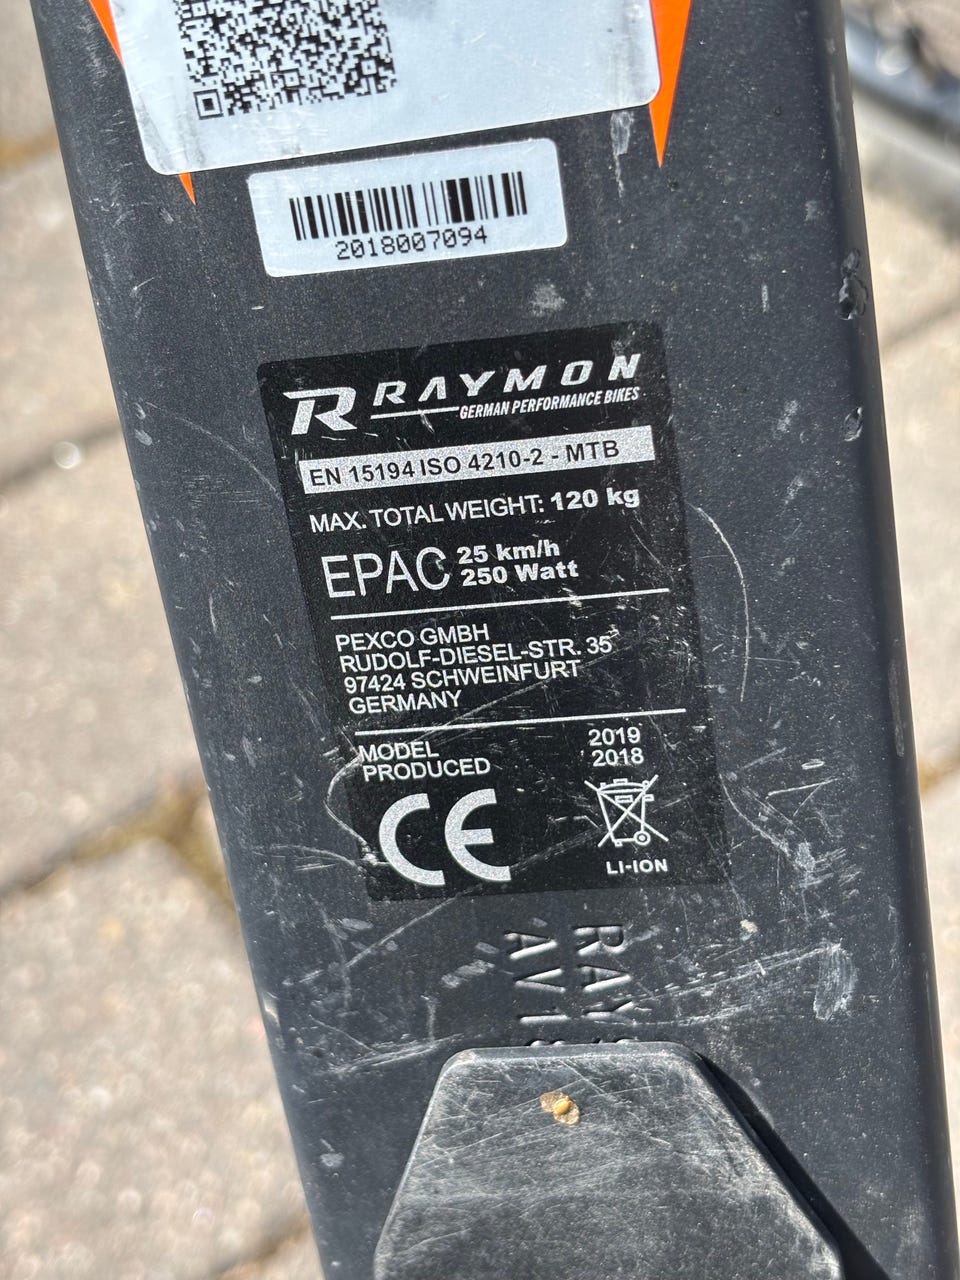 2018007094
RAYMON
GERMAN PERFORMANCE BIKES
EN 15194 ISO 4210-2 - MTB
MAX. TOTAL WEIGHT: 120 kg
EPAC 25 km/h
250 Watt
PEXCO GMBH
RUDOLF-DIESEL-STR. 35
97424 SCHWEINFURT
GERMANY
MODEL 2019
PRODUCED 2018
CE
LI-ION